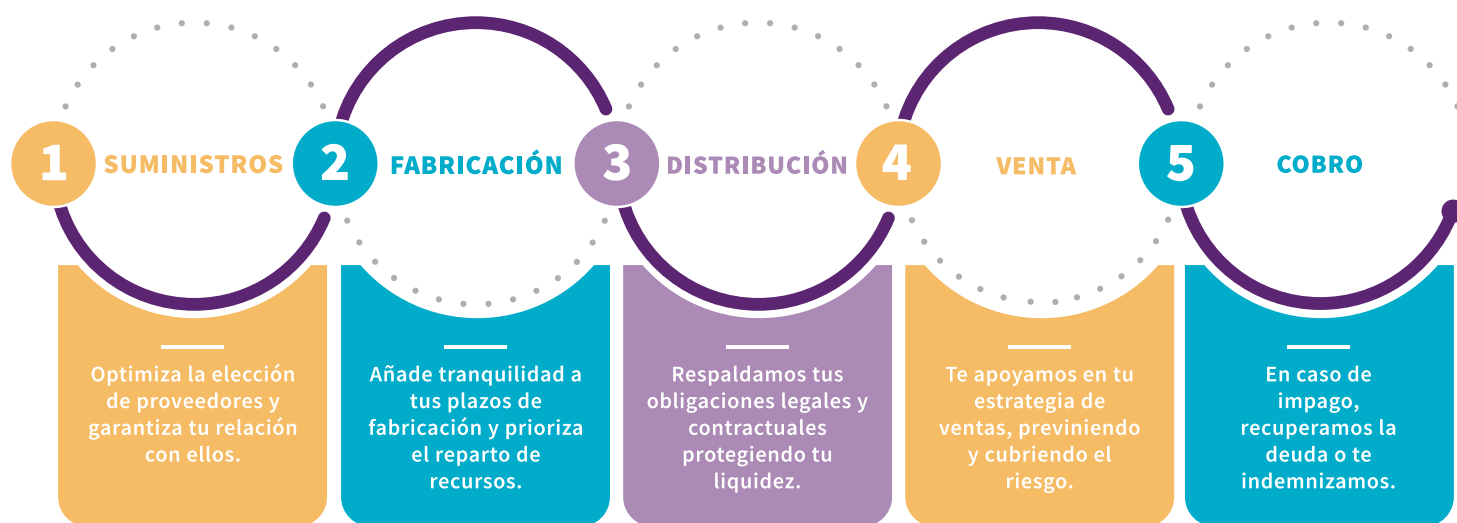 1
SUMINISTROS
2
FABRICACIÓN
3
DISTRIBUCIÓN
4
VENTA
5
COBRO
Optimiza la elección
de proveedores y
garantiza tu relación
con ellos.
Añade tranquilidad a
tus plazos de
fabricación y prioriza
el reparto de
recursos.
Respaldamos tus
obligaciones legales y
contractuales
protegiendo tu
liquidez.
Te apoyamos en tu
estrategia de
ventas, previniendo
y cubriendo el
riesgo.
En caso de
impago,
recuperamos la
deuda o te
indemnizamos.